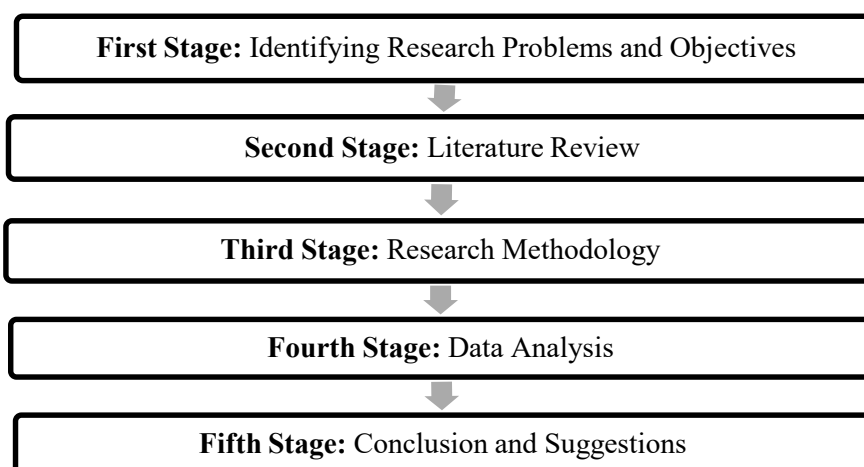 First Stage: Identifying Research Problems and Objectives
Second Stage: Literature Review
Third Stage: Research Methodology
Fourth Stage: Data Analysis
Fifth Stage: Conclusion and Suggestions